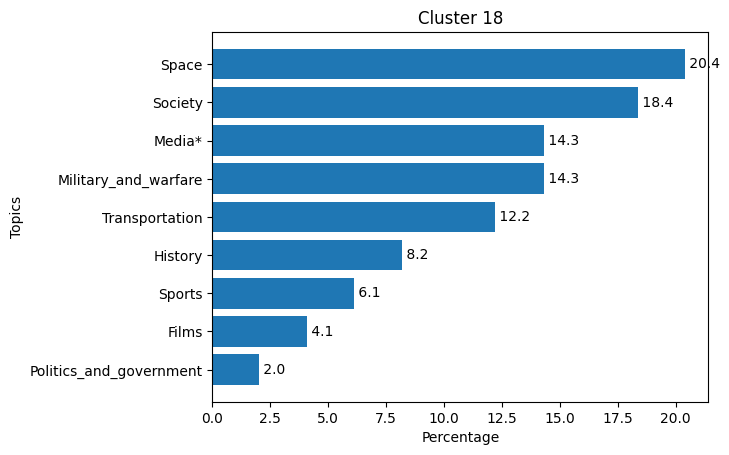 Cluster 18
Topics
Space 20.4
Society 18.4
Media* 14.3
Military_and_warfare 14.3
Transportation 12.2
History 8.2
Sports 6.1
Films 4.1
Politics_and_government 2.0
0.0 2.5 5.0 7.5 10.0 12.5 15.0 17.5 20.0
Percentage